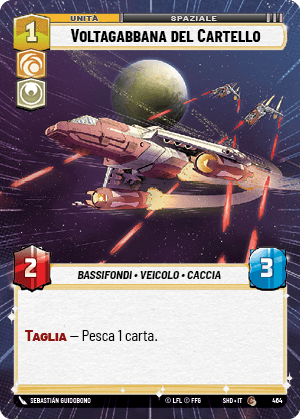 UNITÀ
SPAZIALE
1
VOLTAGABBANA DEL CARTELLO
2
BASSIFONDI • VEICOLO • CACCIA
3
TAGLIA – Pesca 1 carta.
SEBASTIÁN GUIDOBONO
© LFL © FFG
SHD • IT
464